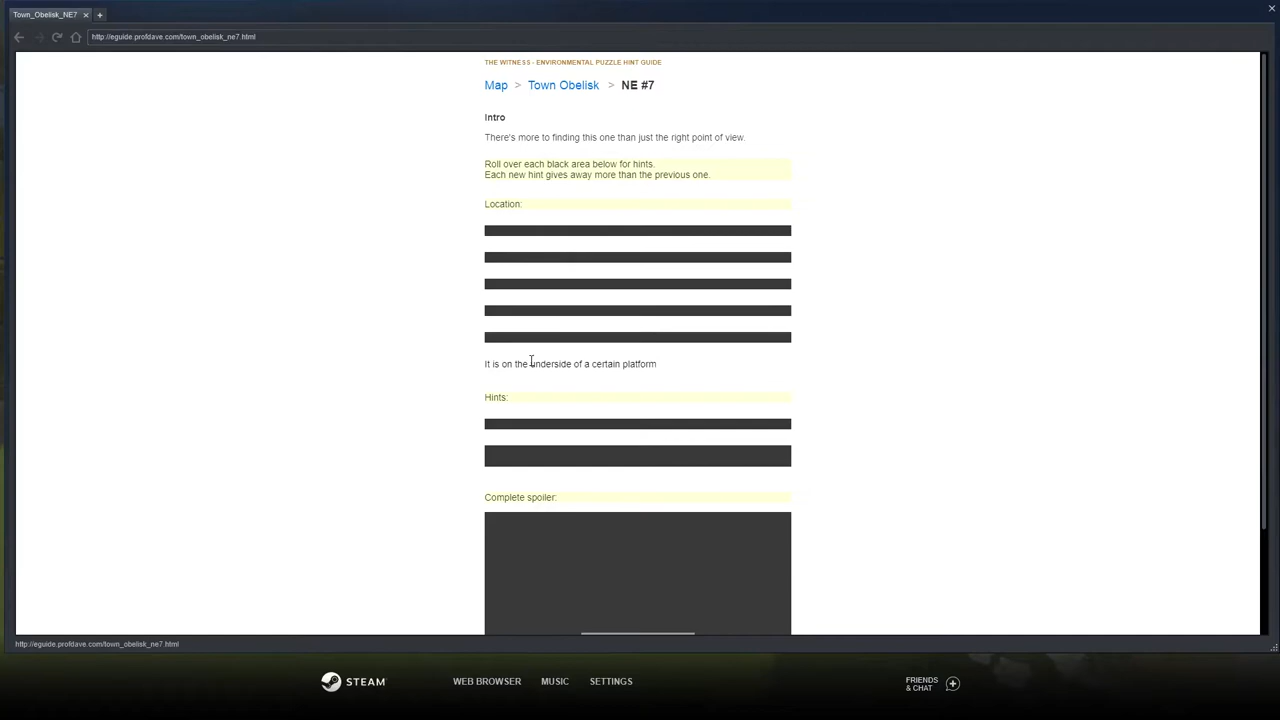 Town_Obelisk_NE7
http://eguide.profdave.com/town_obelisk_ne7.html
THE WITNESS - ENVIRONMENTAL PUZZLE HINT GUIDE
Map > Town Obelisk > NE #7
Intro
There's more to finding this one than just the right point of view.
Roll over each black area below for hints.
Each new hint gives away more than the previous one.
Location:
It is on the underside of a certain platform
Hints:
Complete spoiler:
http://eguide.profdave.com/town_obelisk_ne7.html
STEAM WEB BROWSER MUSIC SETTINGS FRIENDS
& CHAT